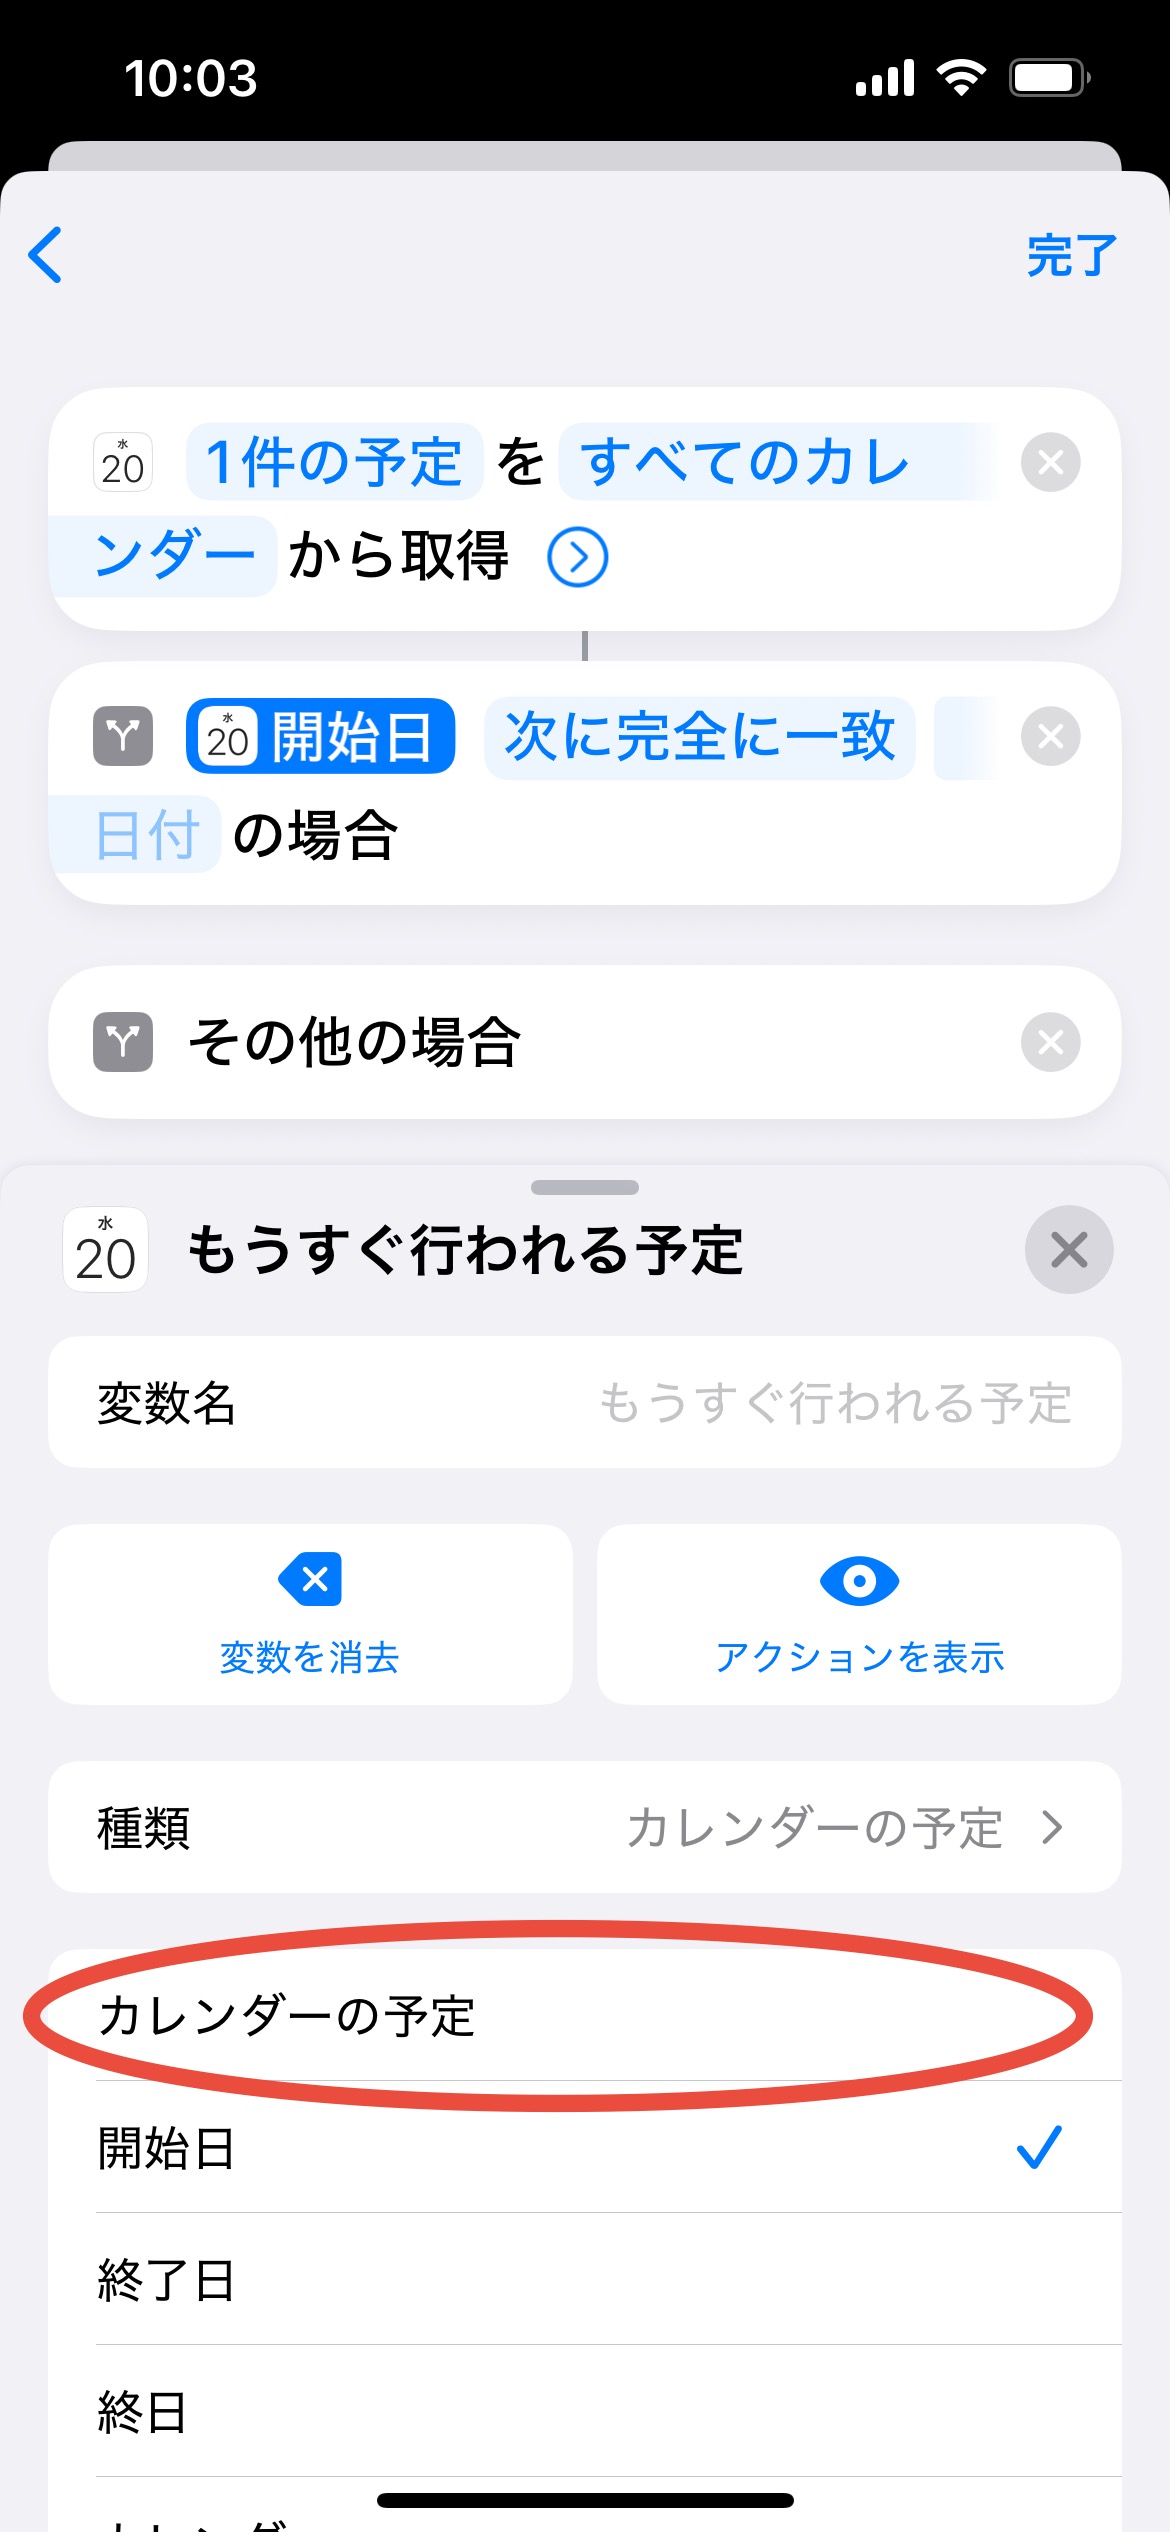 10:03
完了
水
20
1件の予定 を すべてのカレ
ンダー から取得
水
20
開始日 次に完全に一致
日付 の場合
その他の場合
水
20
もうすぐ行われる予定
変数名 もうすぐ行われる予定
変数を消去 アクションを表示
種類 カレンダーの予定
カレンダーの予定
開始日
終了日
終日